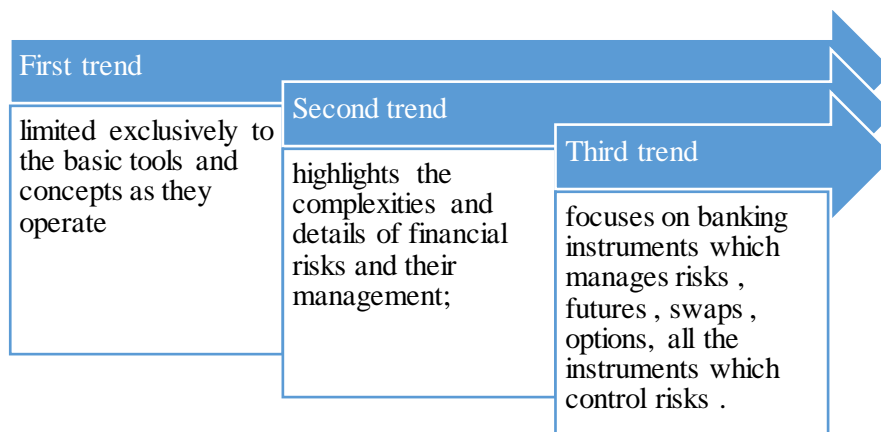 First trend
limited exclusively to
the basic tools and
concepts as they
operate
Second trend
highlights the
complexities and
details of financial
risks and their
management;
Third trend
focuses on banking
instruments which
manages risks ,
futures , swaps ,
options, all the
instruments which
control risks .